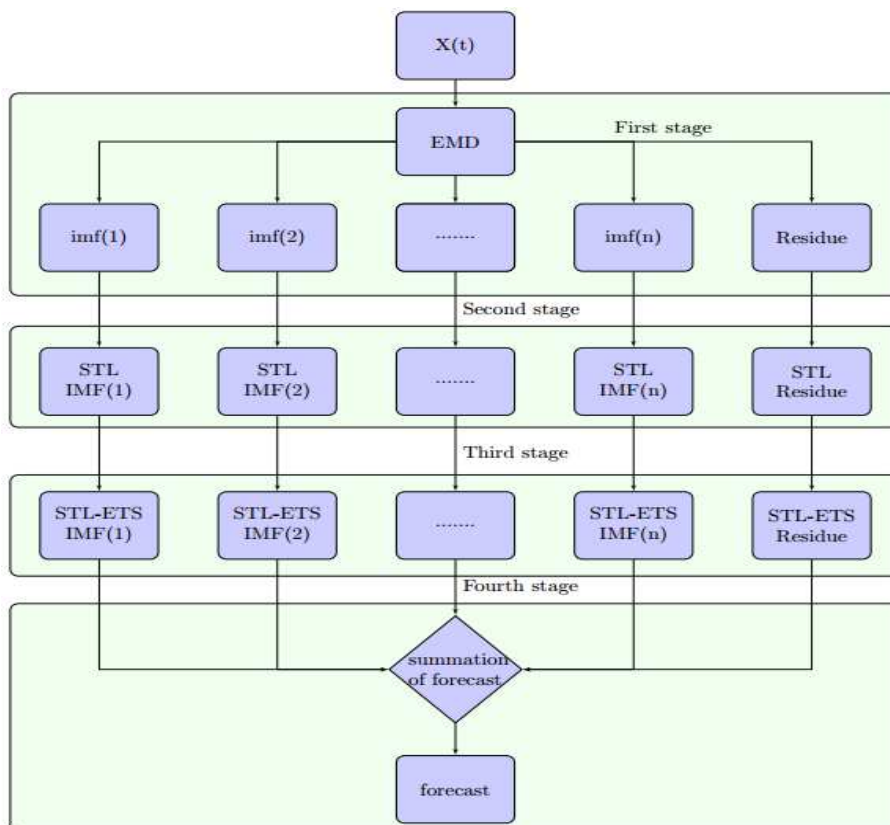 X(t)
First stage
EMD
imf(1)
imf(2)
.......
imf(n)
Residue
Second stage
STL
IMF(1)
STL
IMF(2)
.......
STL
IMF(n)
STL
Residue
Third stage
STL-ETS
IMF(1)
STL-ETS
IMF(2)
.......
STL-ETS
IMF(n)
STL-ETS
Residue
Fourth stage
summation
of forecast
forecast